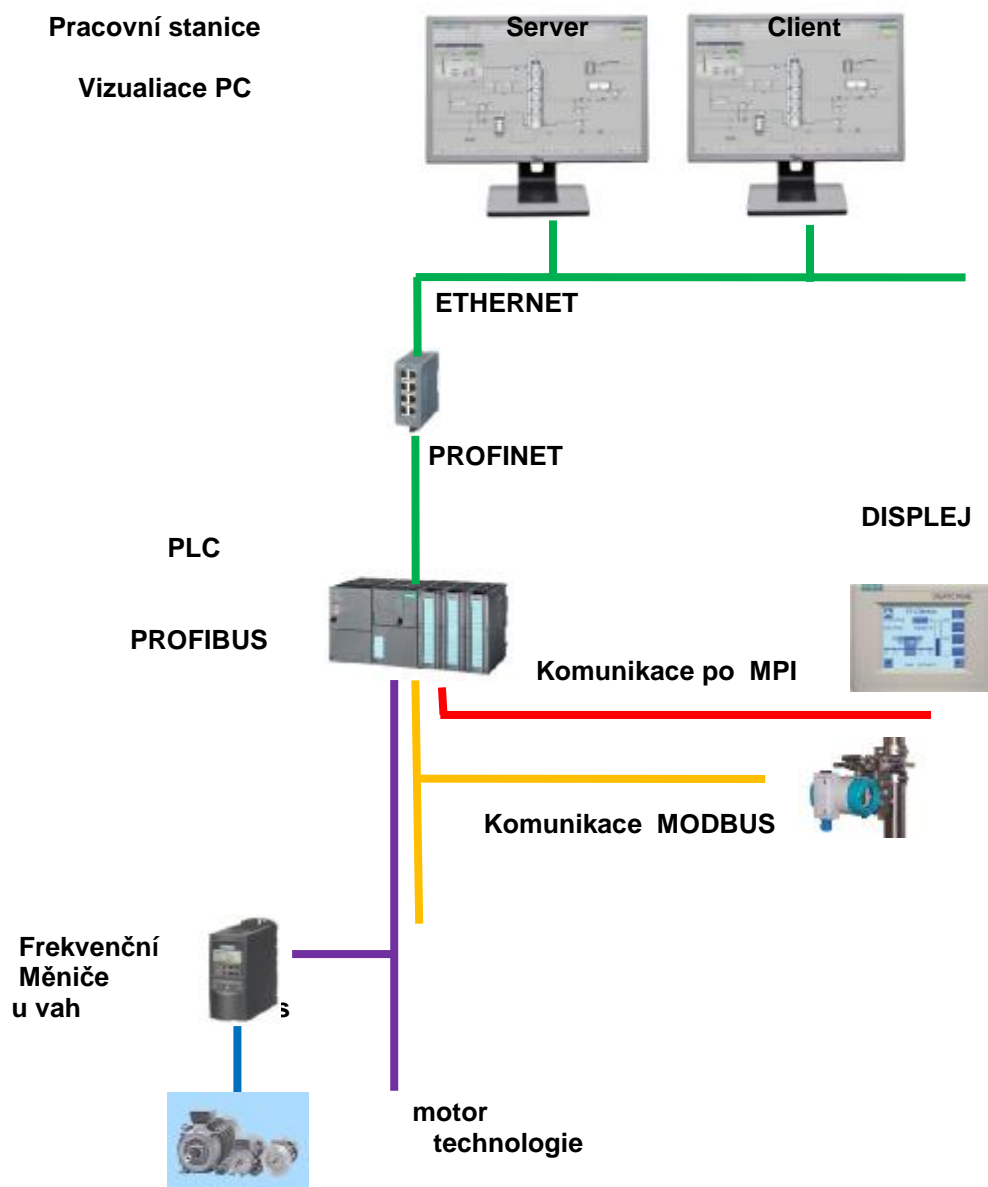 Pracovní stanice
Server
Client
Vizualiace PC
ETHERNET
PROFINET
DISPLEJ
PLC
PROFIBUS
Komunikace po MPI
Komunikace MODBUS
Frekvenční
Měniče
u vah
s
motor
technologie